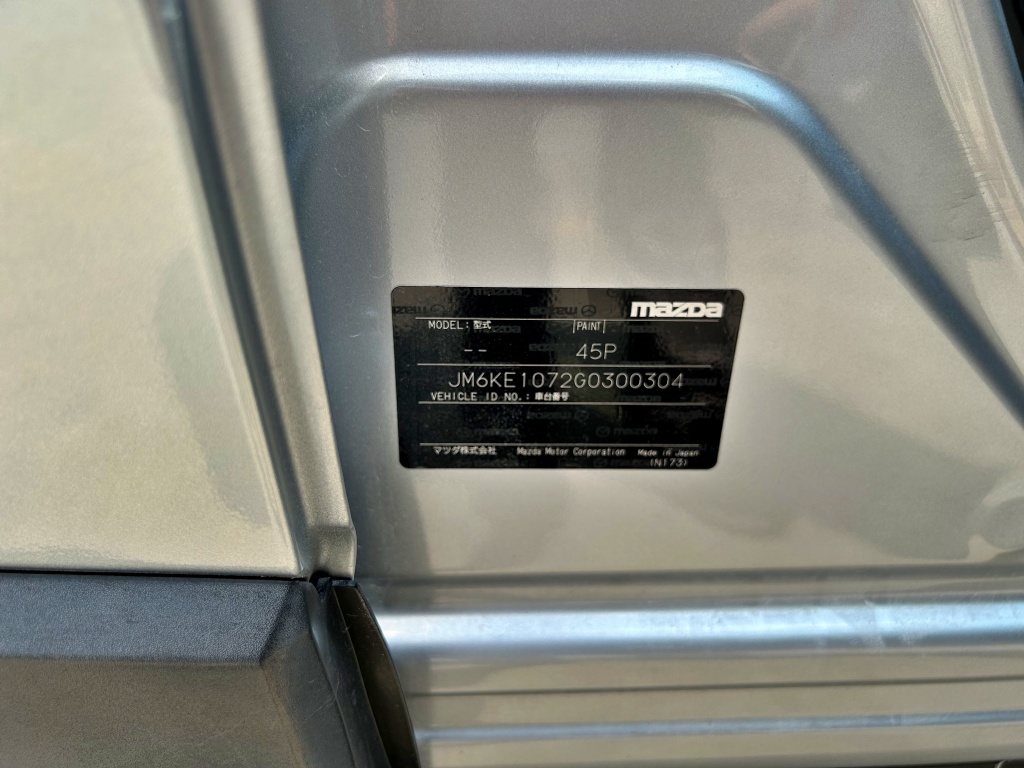 mazda
MODEL: 型式 PAINT
-- 45P
JM6KE1072G0300304
VEHICLE ID NO.: 車台番号
マツダ株式会社 Mazda Motor Corporation Made in Japan
(N173)